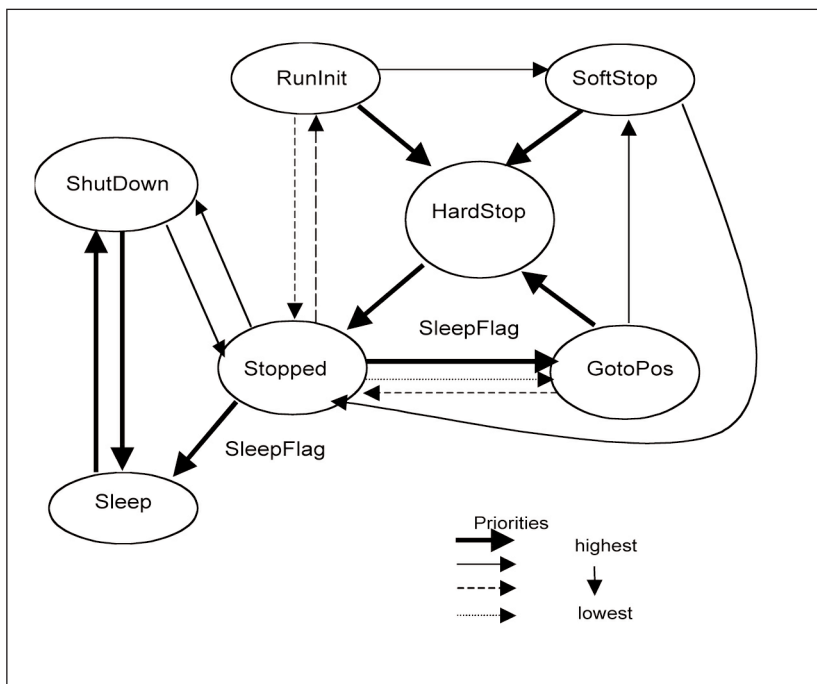 RunInit
SoftStop
ShutDown
HardStop
SleepFlag
Stopped
GotoPos
SleepFlag
Sleep
Priorities
highest
lowest